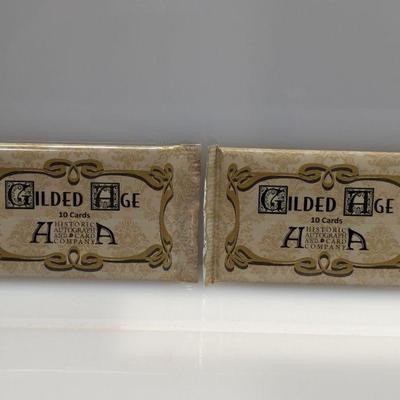 GILDED AGE
10 Cards
HISTORIC
AUTOGRAPH
AND CARD
COMPANY
H A
GILDED AGE
10 Cards
HISTORIC
AUTOGRAPH
AND CARD
COMPANY
H A